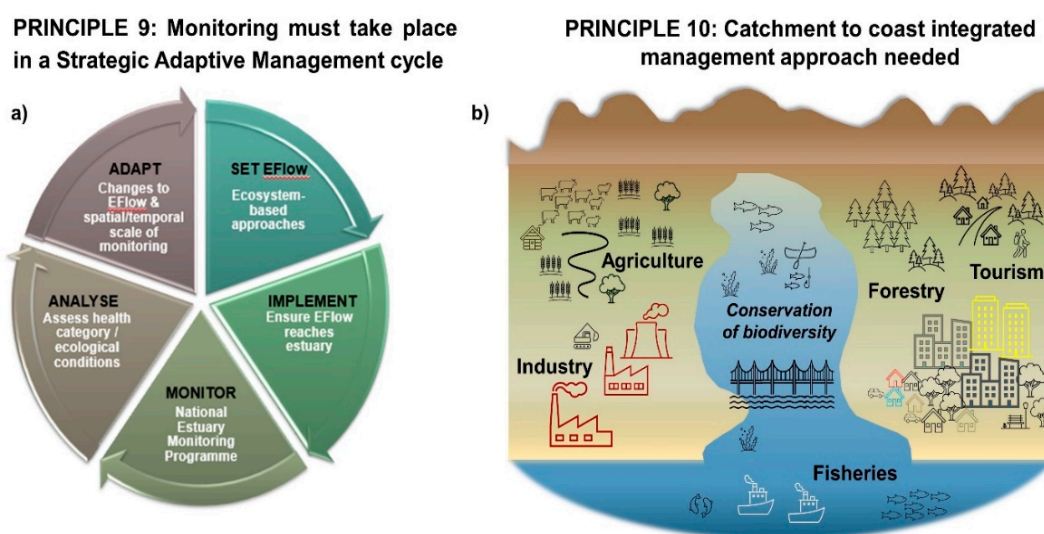 PRINCIPLE 9: Monitoring must take place
in a Strategic Adaptive Management cycle
a)
ADAPT
Changes to
EFlow &
spatial/temporal
scale of
monitoring
SET EFlow
Ecosystem-
based
approaches
IMPLEMENT
Ensure EFlow
reaches
estuary
MONITOR
National
Estuary
Monitoring
Programme
ANALYSE
Assess health
category /
ecological
conditions
PRINCIPLE 10: Catchment to coast integrated
management approach needed
b)
Agriculture
Industry
Conservation
of biodiversity
Forestry
Tourism
Fisheries